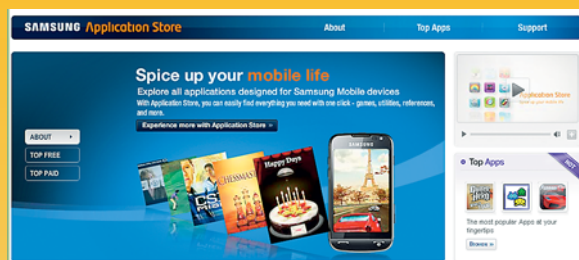 SAMSUNG Application Store
About
Top Apps
Support
Spice up your mobile life
Explore all applications designed for Samsung Mobile devices
With Application Store, you can easily find everything you need with one click - games, utilities, references,
and more.
Experience more with Application Store »
ABOUT
TOP FREE
TOP PAID
CSI
CHESSMAST
Happy Days
SAMSUNG
Application Store
Top Apps
HOT
The most popular Apps at your
fingertips
Browse »